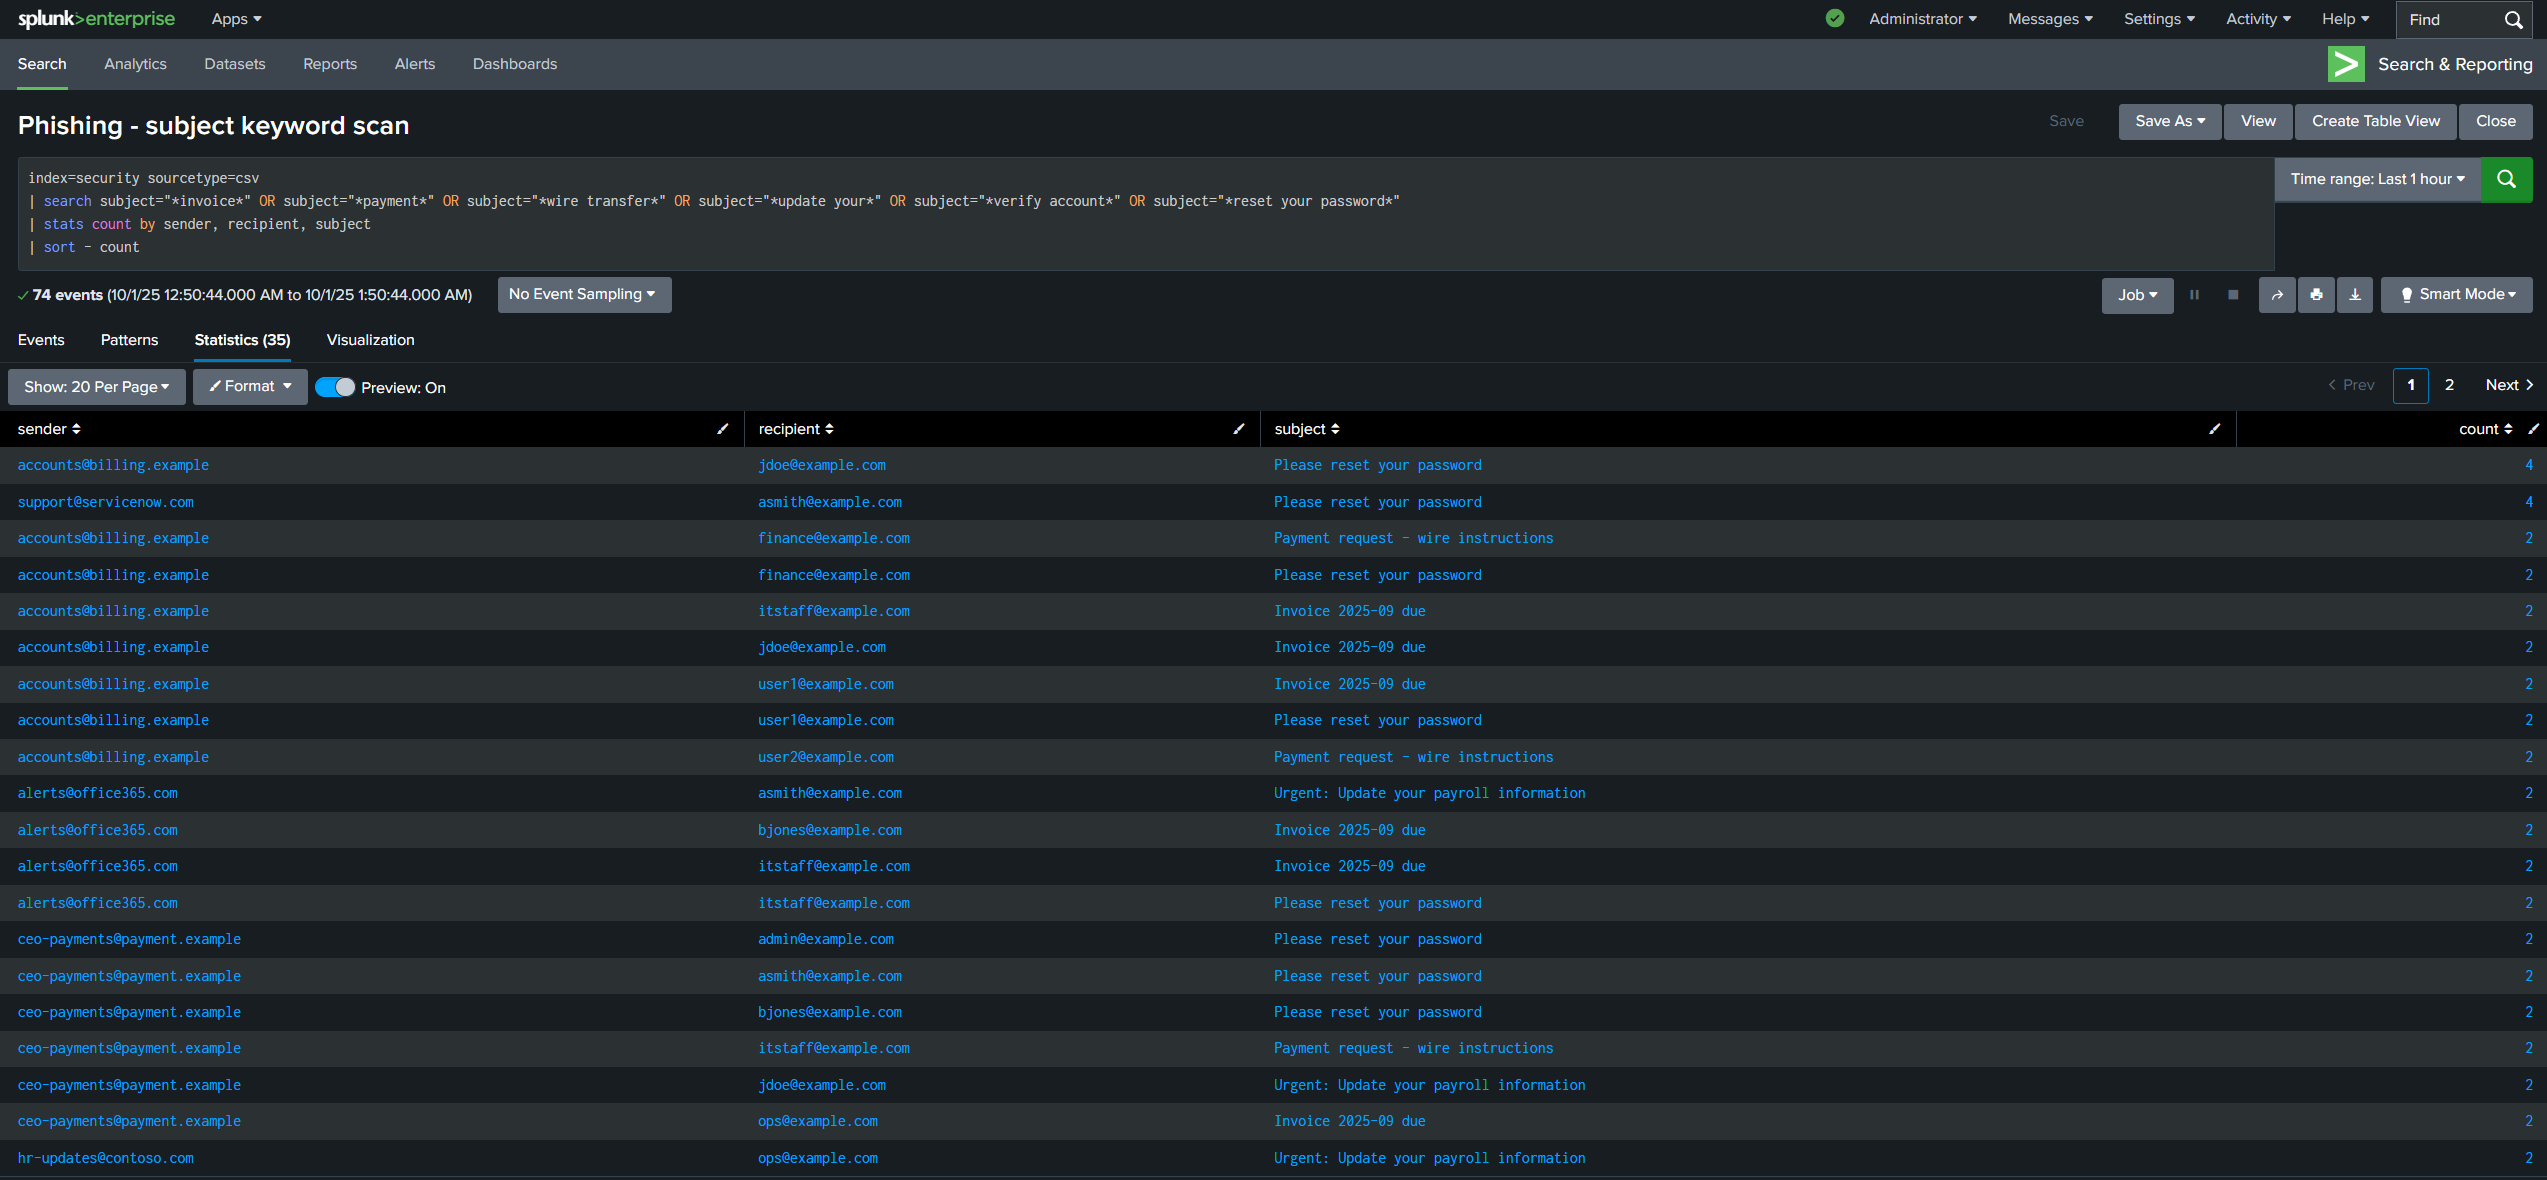 splunk>enterprise Apps Administrator Messages Settings Activity Help Find
Search Analytics Datasets Reports Alerts Dashboards Search & Reporting
Phishing - subject keyword scan Save Save As View Create Table View Close
index=security sourcetype=csv
| search subject="*invoice*" OR subject="*payment*" OR subject="*wire transfer*" OR subject="*update your*" OR subject="*verify account*" OR subject="*reset your password*"
| stats count by sender, recipient, subject
| sort - count
Time range: Last 1 hour
74 events (10/1/25 12:50:44.000 AM to 10/1/25 1:50:44.000 AM) No Event Sampling Job Smart Mode
Events Patterns Statistics (35) Visualization
Show: 20 Per Page Format Preview: On < Prev 1 2 Next >
sender recipient subject count
accounts@billing.example jdoe@example.com Please reset your password 4
support@servicenow.com asmith@example.com Please reset your password 4
accounts@billing.example finance@example.com Payment request - wire instructions 2
accounts@billing.example finance@example.com Please reset your password 2
accounts@billing.example itstaff@example.com Invoice 2025-09 due 2
accounts@billing.example jdoe@example.com Invoice 2025-09 due 2
accounts@billing.example user1@example.com Invoice 2025-09 due 2
accounts@billing.example user1@example.com Please reset your password 2
accounts@billing.example user2@example.com Payment request - wire instructions 2
alerts@office365.com asmith@example.com Urgent: Update your payroll information 2
alerts@office365.com bjones@example.com Invoice 2025-09 due 2
alerts@office365.com itstaff@example.com Invoice 2025-09 due 2
alerts@office365.com itstaff@example.com Please reset your password 2
ceo-payments@payment.example admin@example.com Please reset your password 2
ceo-payments@payment.example asmith@example.com Please reset your password 2
ceo-payments@payment.example bjones@example.com Please reset your password 2
ceo-payments@payment.example itstaff@example.com Payment request - wire instructions 2
ceo-payments@payment.example jdoe@example.com Urgent: Update your payroll information 2
ceo-payments@payment.example ops@example.com Invoice 2025-09 due 2
hr-updates@contoso.com ops@example.com Urgent: Update your payroll information 2